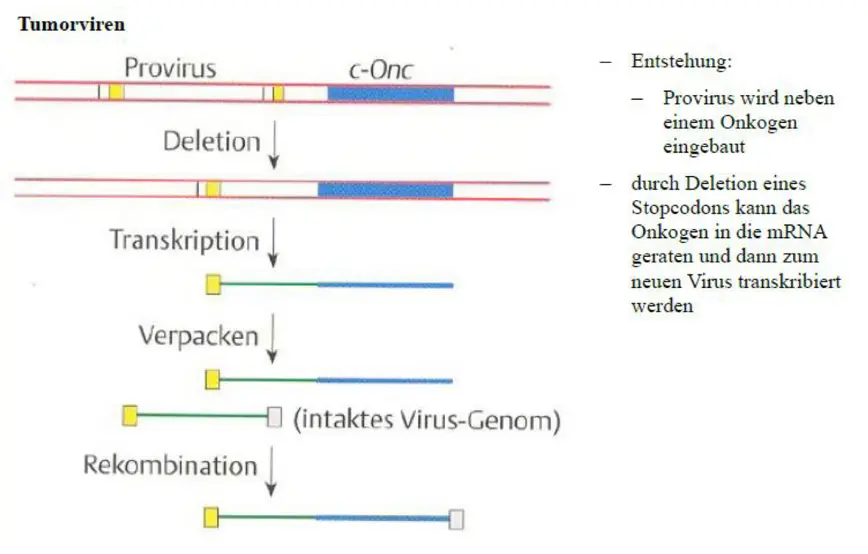 Tumorviren
Provirus
c-Onc
Deletion
Transkription
Verpacken
(intaktes Virus-Genom)
Rekombination
– Entstehung:
– Provirus wird neben
einem Onkogen
eingebaut
– durch Deletion eines
Stopcodons kann das
Onkogen in die mRNA
geraten und dann zum
neuen Virus transkribiert
werden